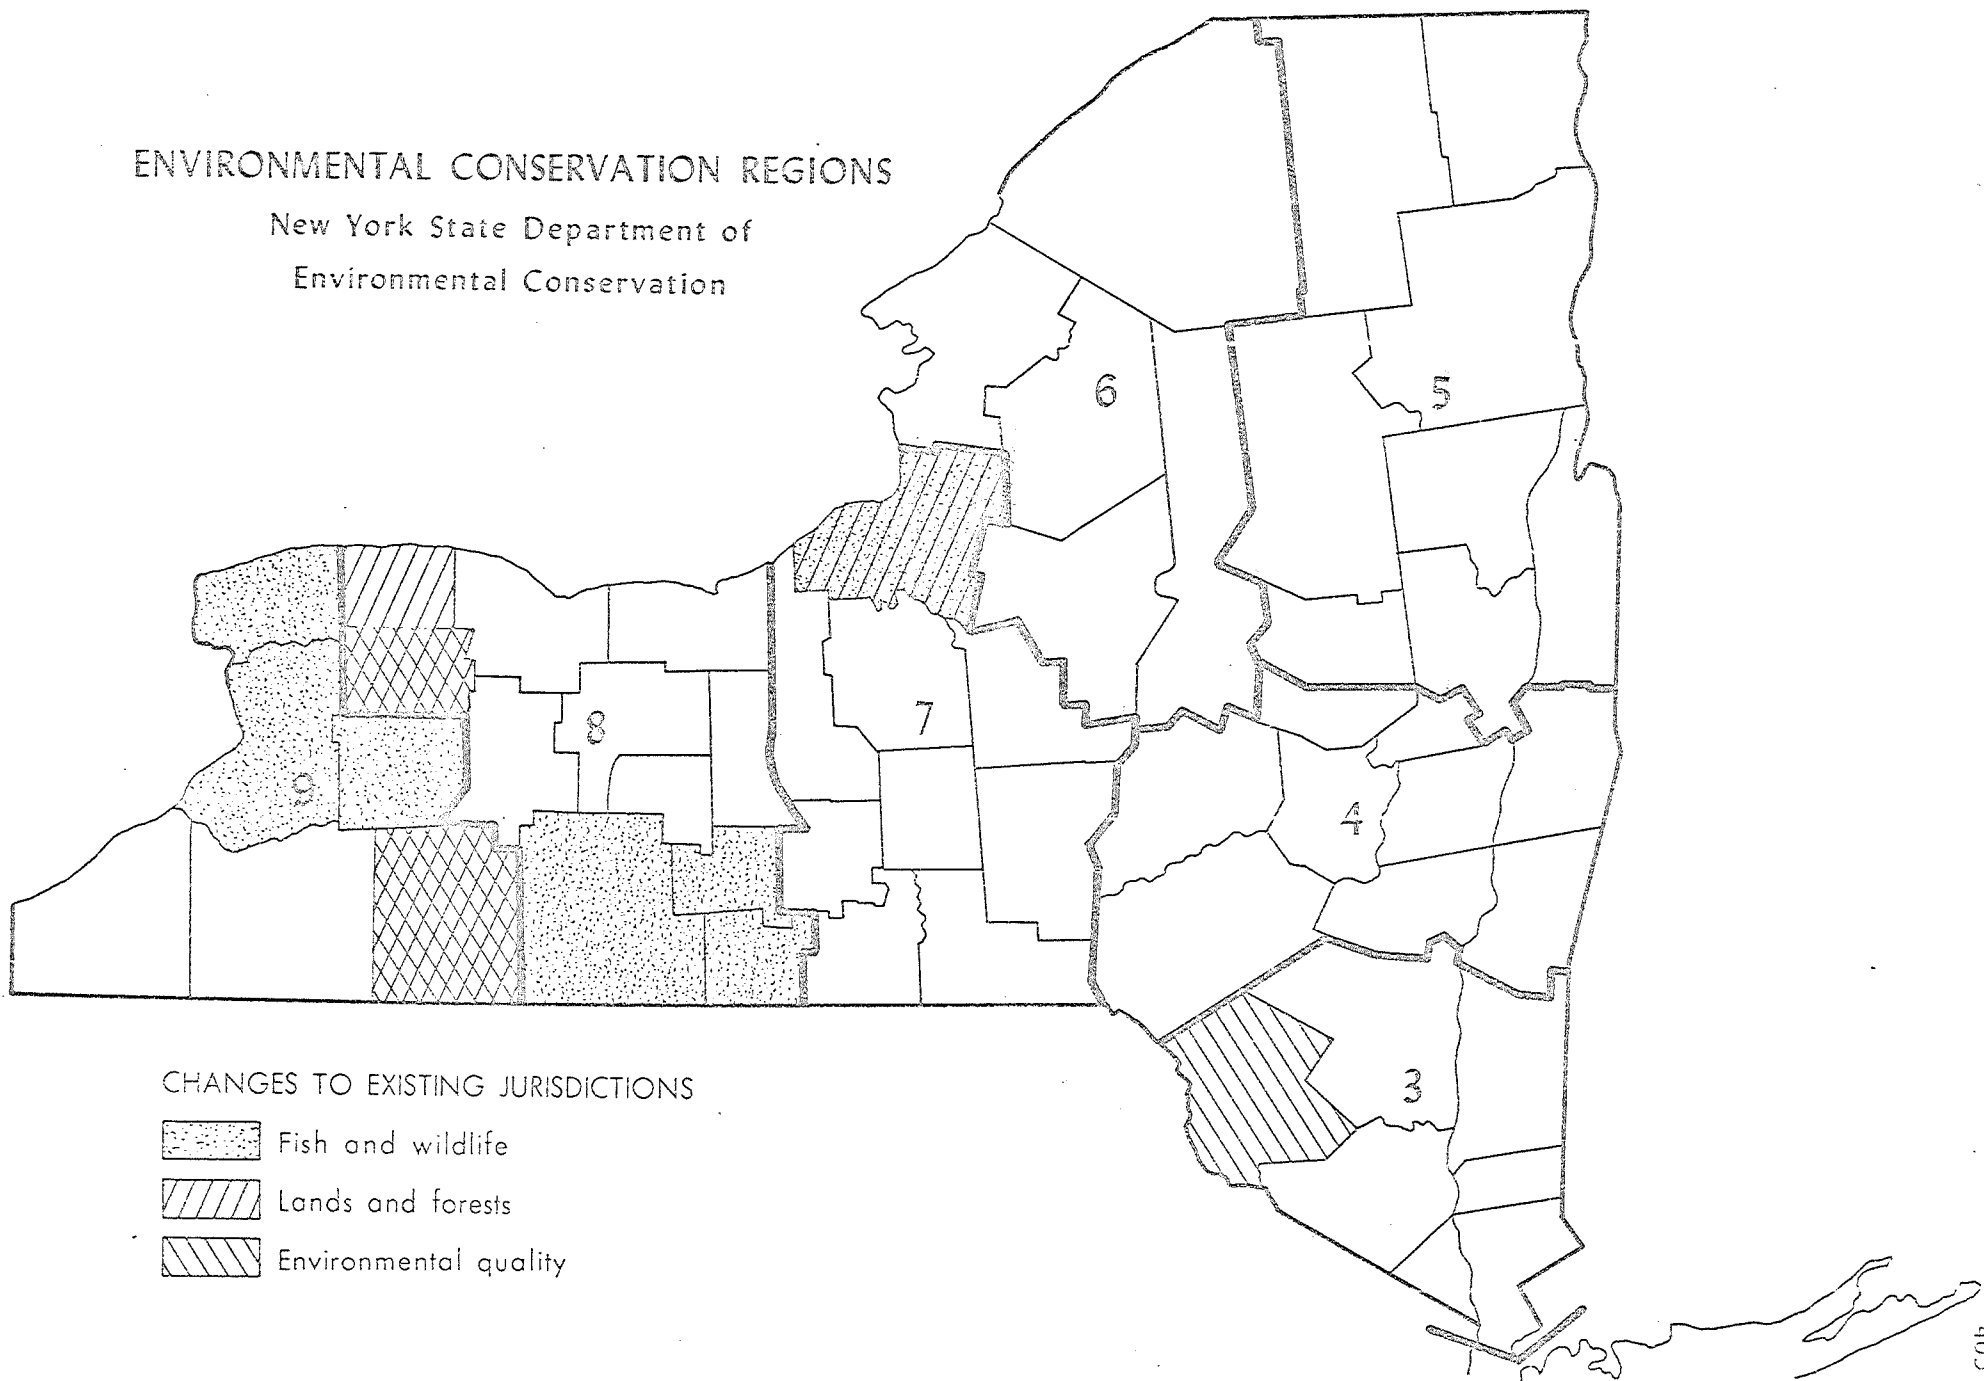 ENVIRONMENTAL CONSERVATION REGIONS
New York State Department of
Environmental Conservation
6
5
8
7
9
4
3
CHANGES TO EXISTING JURISDICTIONS
Fish and wildlife
Lands and forests
Environmental quality